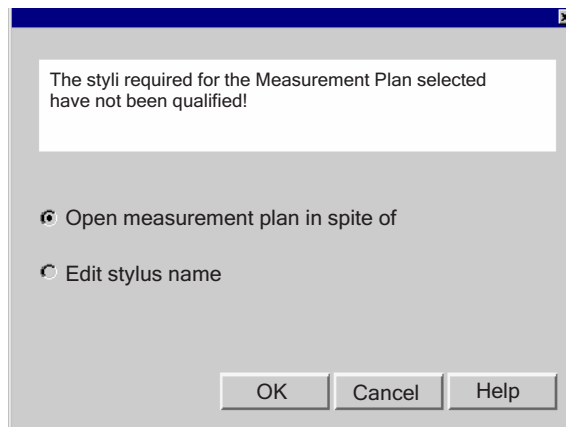 The styli required for the Measurement Plan selected
have not been qualified!
Open measurement plan in spite of
Edit stylus name
OK Cancel Help